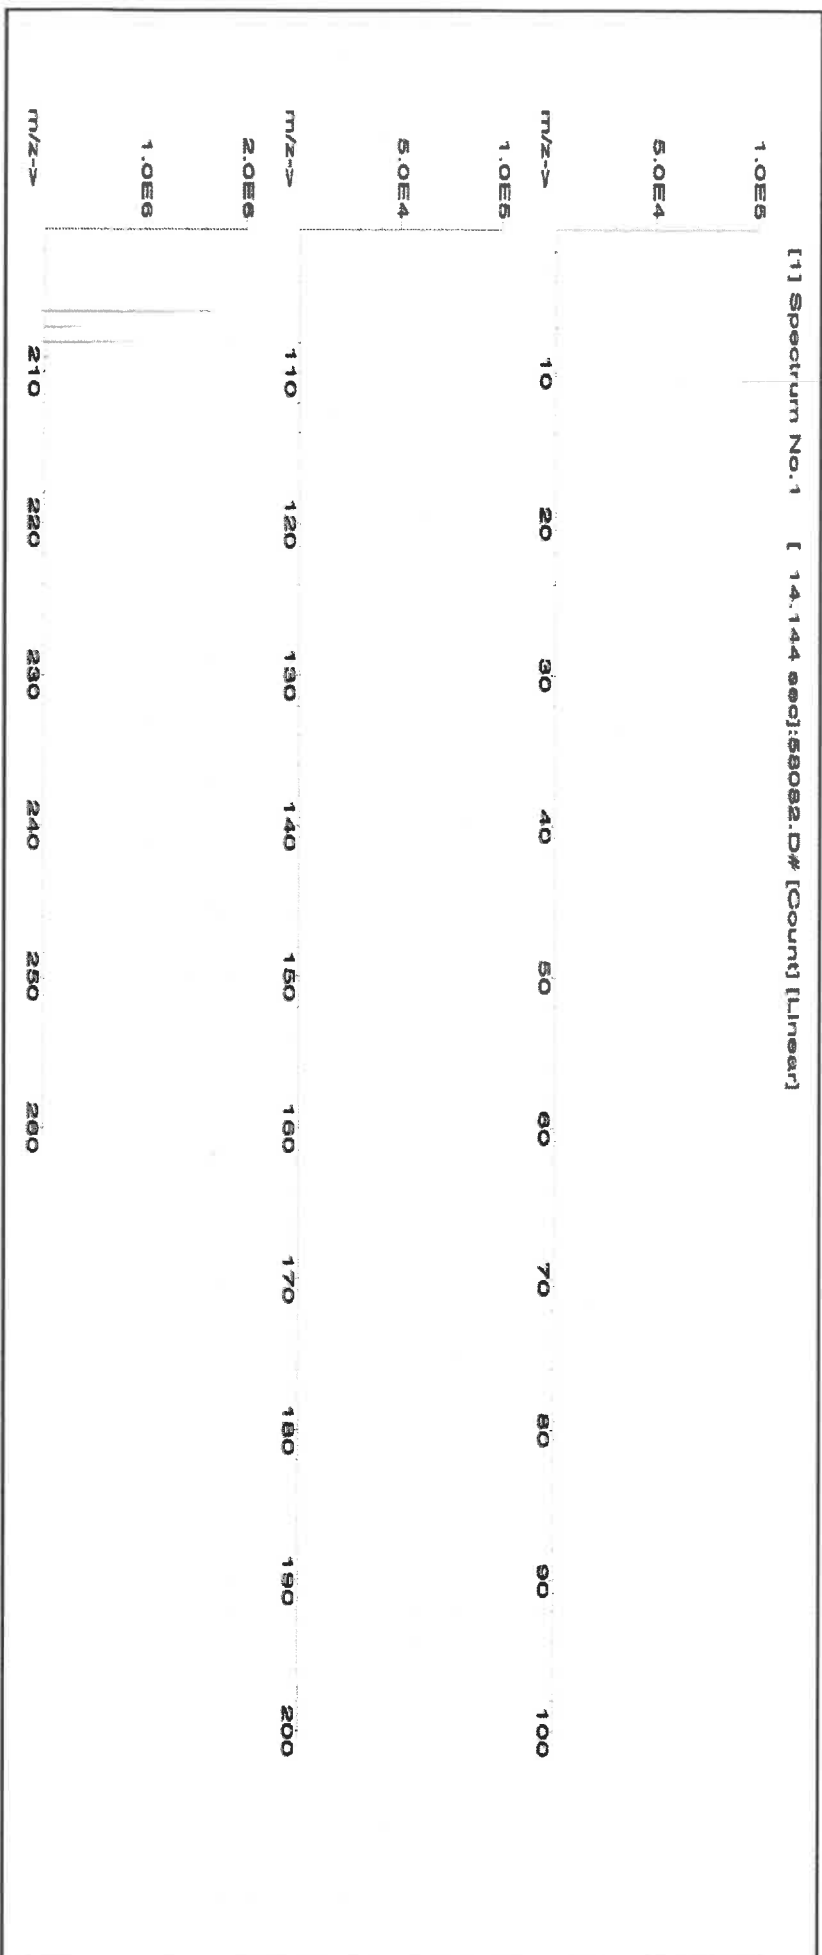 [1] Spectrum No.1 [ 14.144 sec]:58082.D# [Count] [Linear]
1.0E5
5.0E4
m/z-> 10 20 30 40 50 60 70 80 90 100
1.0E5
5.0E4
m/z-> 110 120 130 140 150 160 170 180 190 200
2.0E6
1.0E6
m/z-> 210 220 230 240 250 260